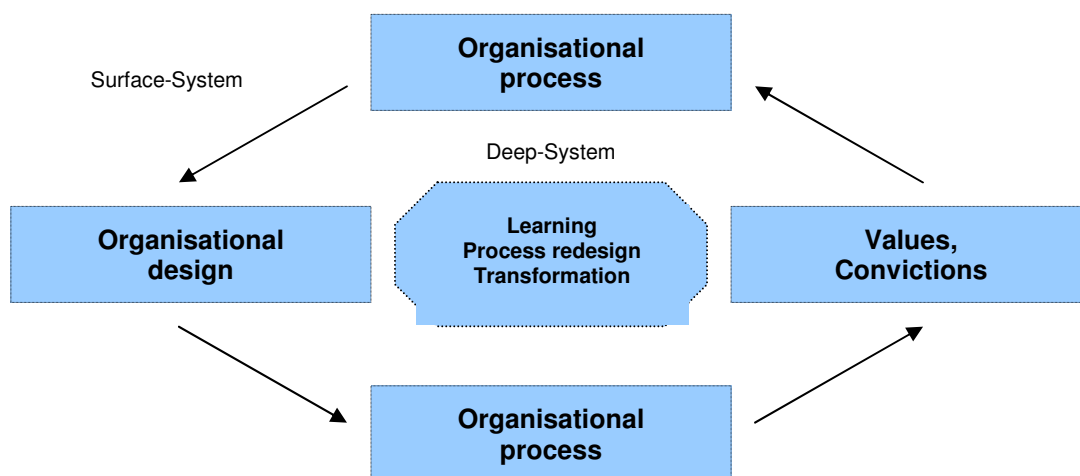 Organisational
process
Surface-System
Deep-System
Organisational
design
Learning
Process redesign
Transformation
Values,
Convictions
Organisational
process